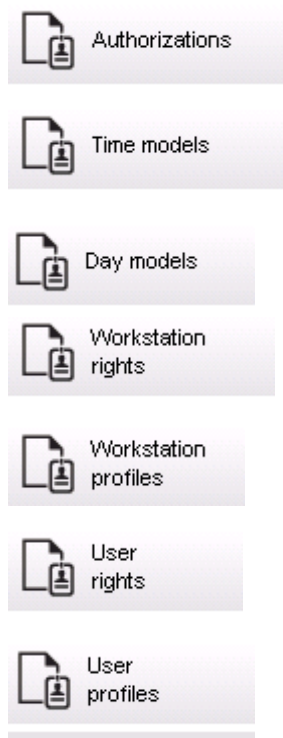 Authorizations
Time models
Day models
Workstation
rights
Workstation
profiles
User
rights
User
profiles